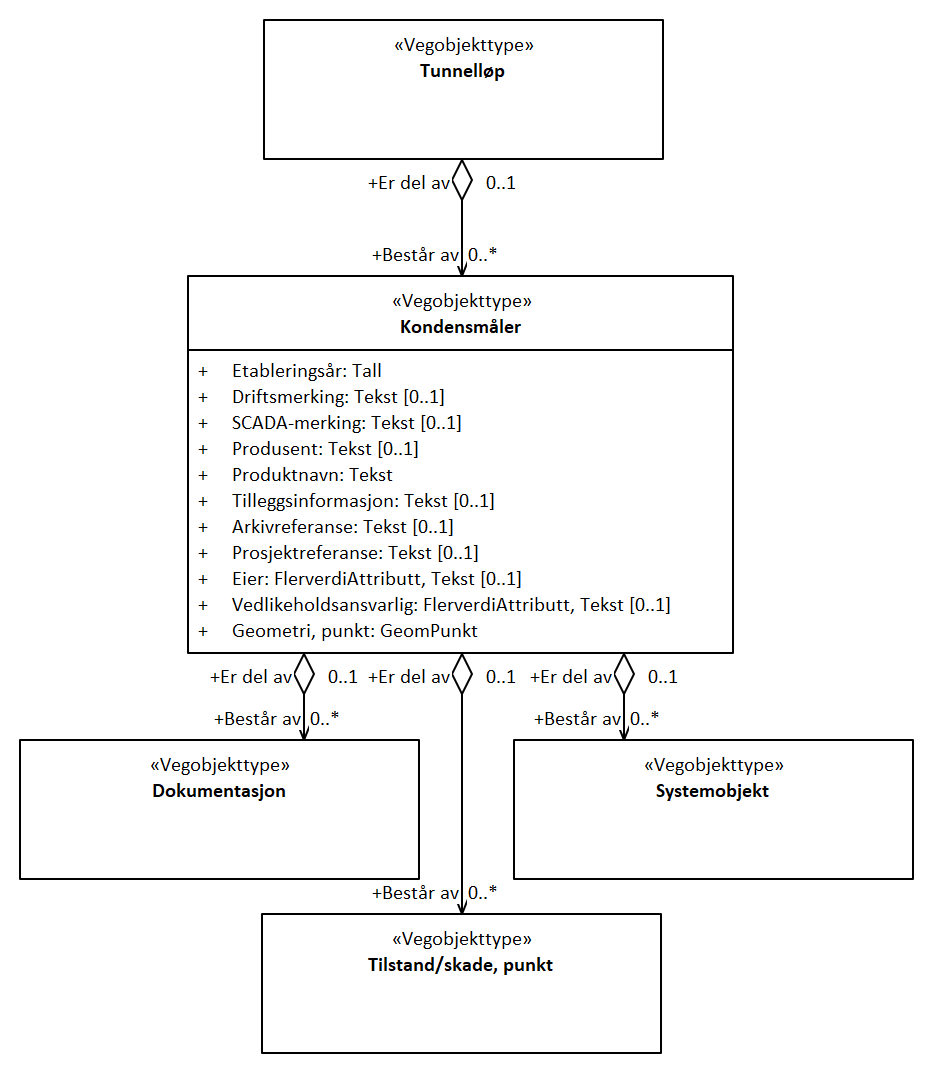 «Vegobjekttype»
Tunnelløp
+Er del av 0..1
+Består av 0..*
«Vegobjekttype»
Kondensmåler
+ Etableringsår: Tall
+ Driftsmerking: Tekst [0..1]
+ SCADA-merking: Tekst [0..1]
+ Produsent: Tekst [0..1]
+ Produktnavn: Tekst
+ Tilleggsinformasjon: Tekst [0..1]
+ Arkivreferanse: Tekst [0..1]
+ Prosjektreferanse: Tekst [0..1]
+ Eier: FlerverdiAttributt, Tekst [0..1]
+ Vedlikeholdsansvarlig: FlerverdiAttributt, Tekst [0..1]
+ Geometri, punkt: GeomPunkt
+Er del av 0..1 +Er del av 0..1 +Er del av 0..1
+Består av 0..* +Består av 0..*
«Vegobjekttype» «Vegobjekttype»
Dokumentasjon Systemobjekt
+Består av 0..*
«Vegobjekttype»
Tilstand/skade, punkt